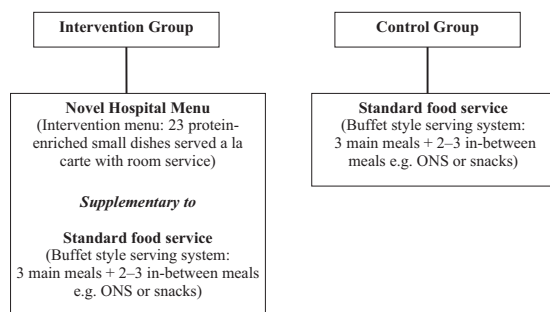 Intervention Group
Control Group
Novel Hospital Menu
(Intervention menu: 23 protein-
enriched small dishes served a la
carte with room service)
Supplementary to
Standard food service
(Buffet style serving system:
3 main meals + 2–3 in-between meals
e.g. ONS or snacks)
Standard food service
(Buffet style serving system:
3 main meals + 2–3 in-between
meals e.g. ONS or snacks)